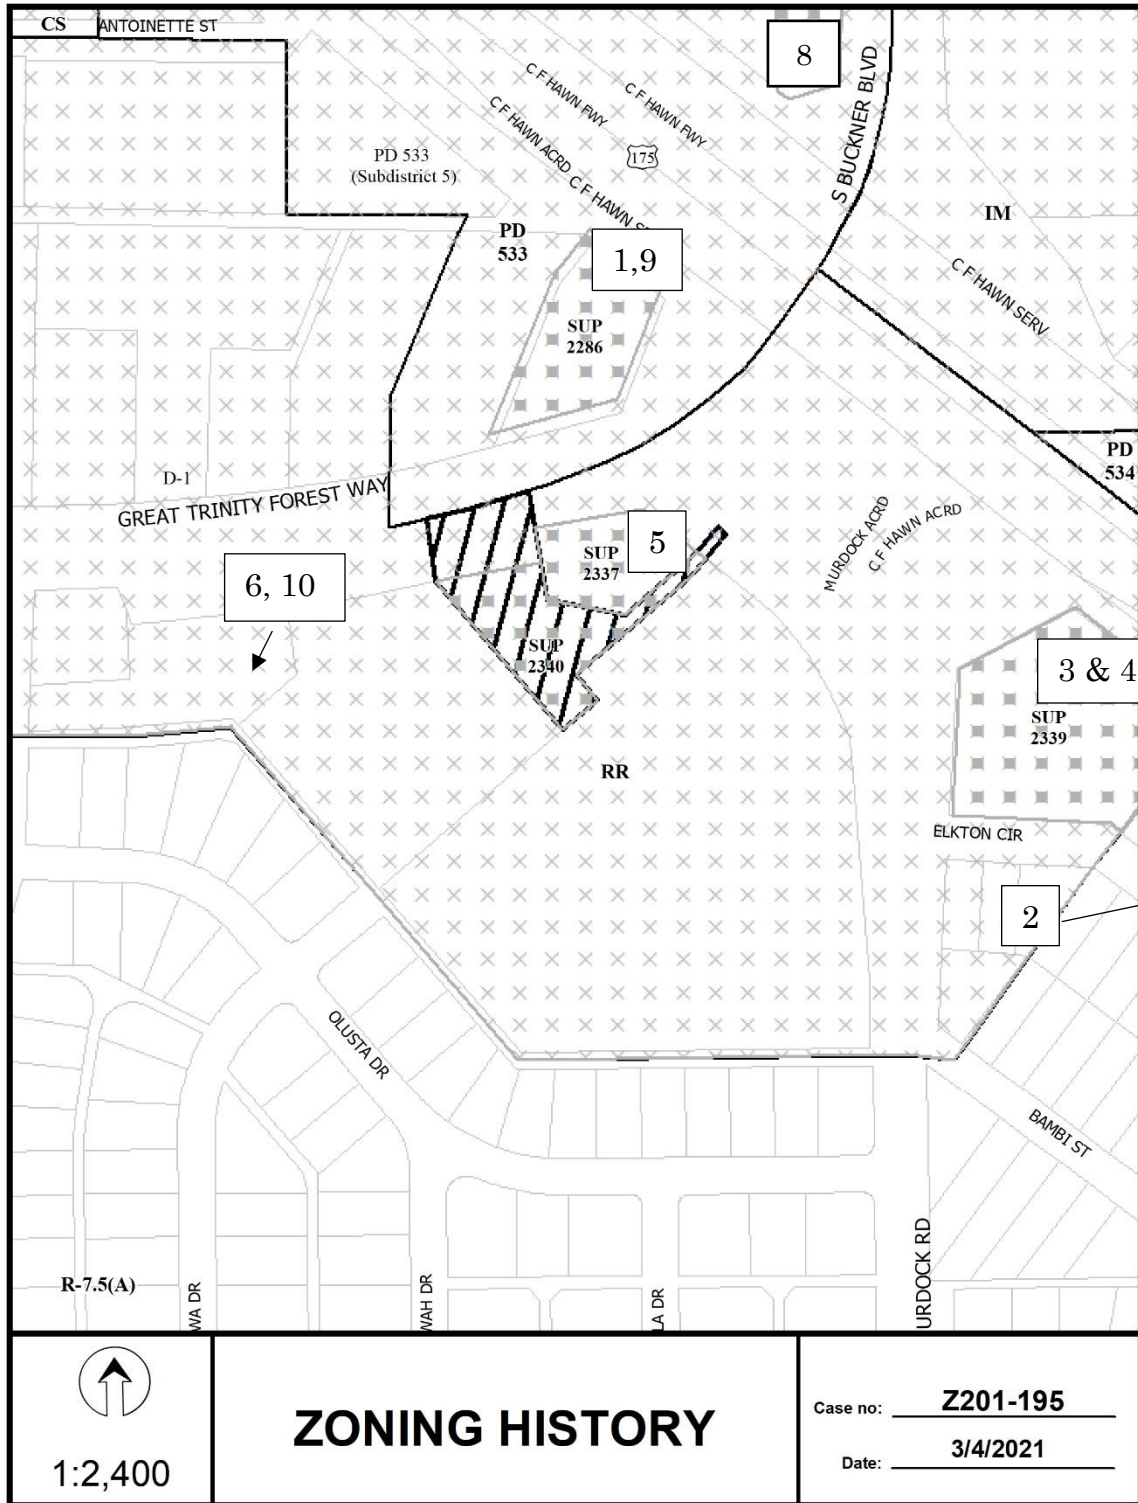 CS
ANTOINETTE ST
8
C F HAWN FWY
C F HAWN FWY
C F HAWN ACRD
C F HAWN
175
S BUCKNER BLVD
PD 533
(Subdistrict 5)
PD
533
IM
1,9
C F HAWN SERV
SUP
2286
PD
534
D-1
GREAT TRINITY FOREST WAY
MURDOCK ACRD
C F HAWN ACRD
5
SUP
2337
6, 10
SUP
2340
3 & 4
SUP
2339
RR
ELKTON CIR
2
OLUSTA DR
BAMBI ST
R-7.5(A)
WA DR
WAH DR
LA DR
URDOCK RD
1:2,400
ZONING HISTORY
Case no: Z201-195
Date: 3/4/2021